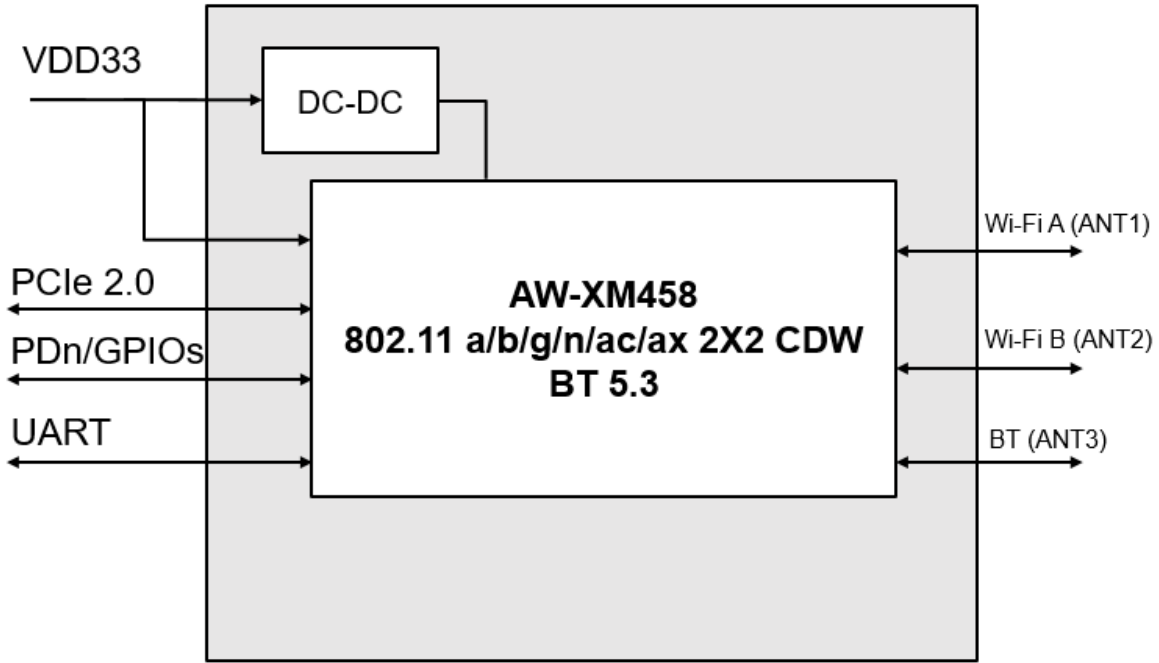 VDD33
DC-DC
PCIe 2.0
PDn/GPIOs
UART
AW-XM458
802.11 a/b/g/n/ac/ax 2X2 CDW
BT 5.3
Wi-Fi A (ANT1)
Wi-Fi B (ANT2)
BT (ANT3)